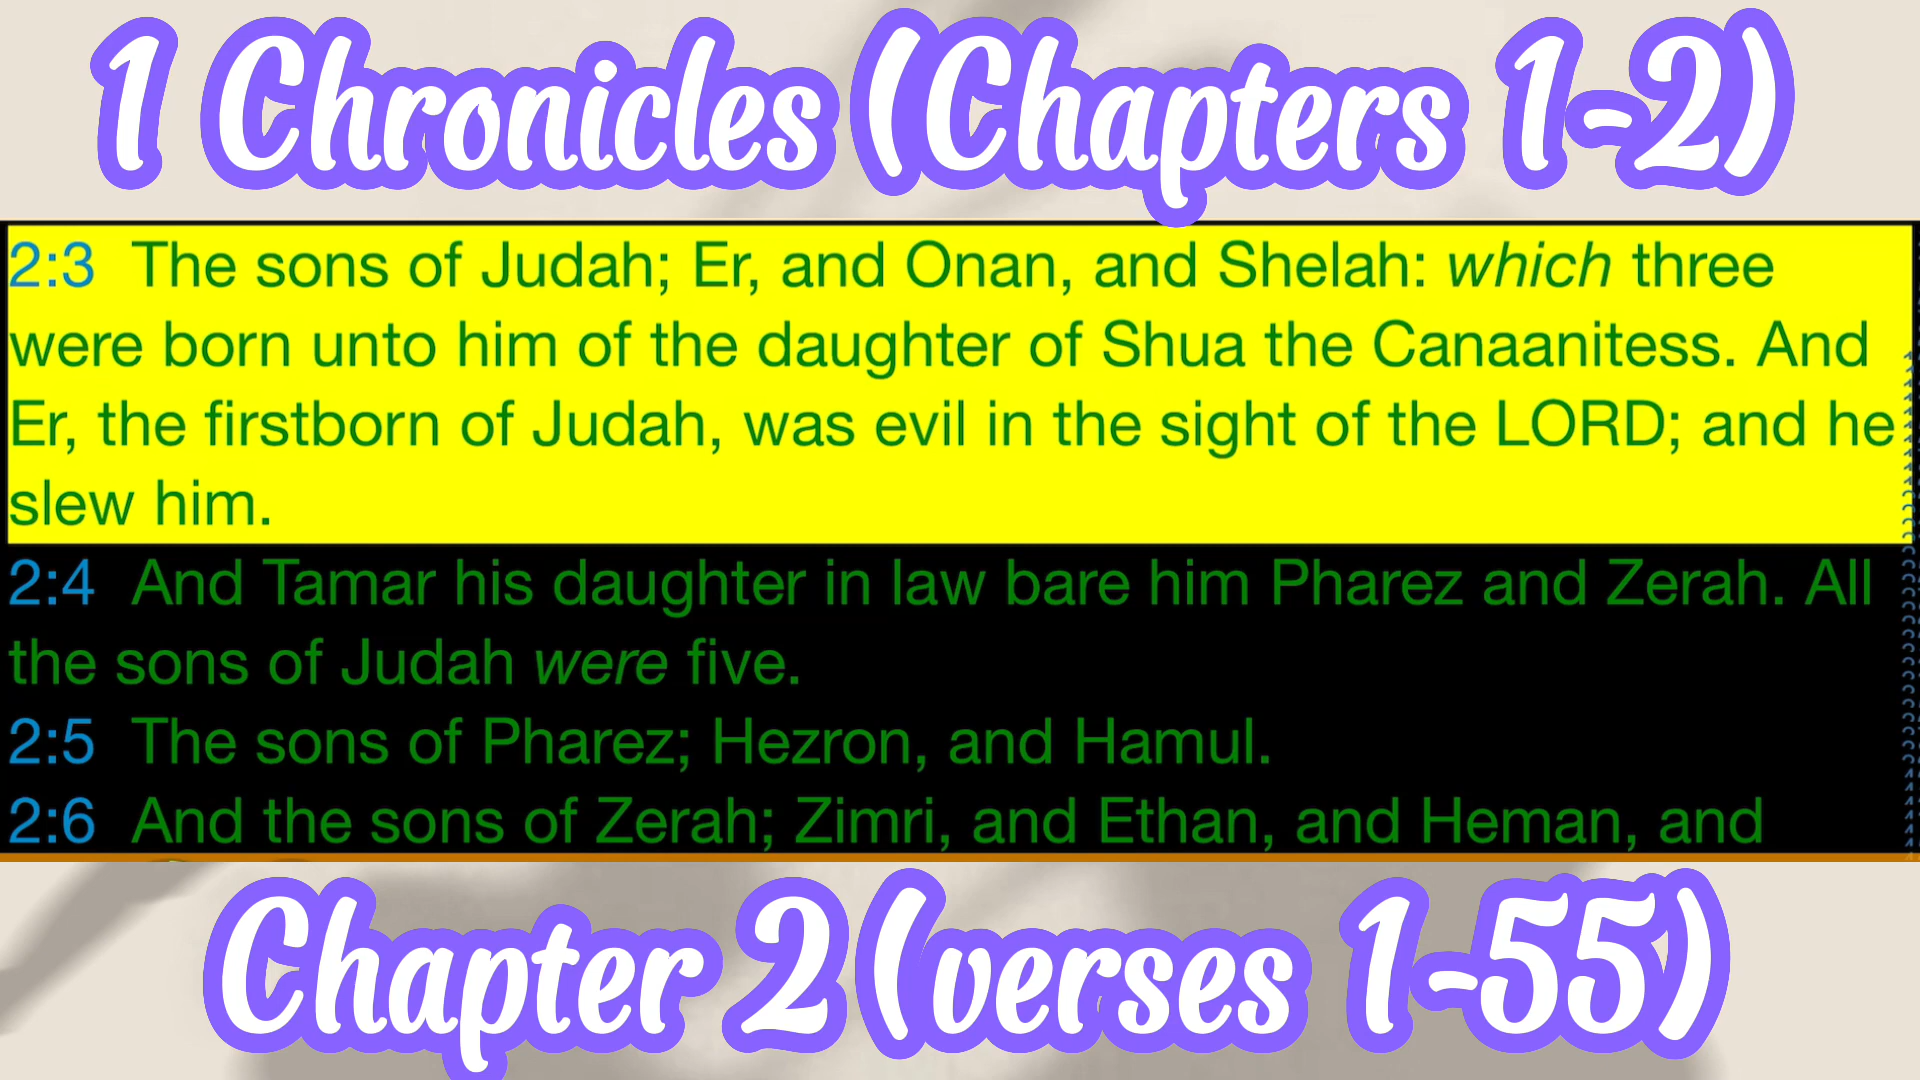 1 Chronicles (Chapters 1-2)
2:3 The sons of Judah; Er, and Onan, and Shelah: which three
were born unto him of the daughter of Shua the Canaanitess. And
Er, the firstborn of Judah, was evil in the sight of the LORD; and he
slew him.
2:4 And Tamar his daughter in law bare him Pharez and Zerah. All
the sons of Judah were five.
2:5 The sons of Pharez; Hezron, and Hamul.
2:6 And the sons of Zerah; Zimri, and Ethan, and Heman, and
Chapter 2 (verses 1-55)